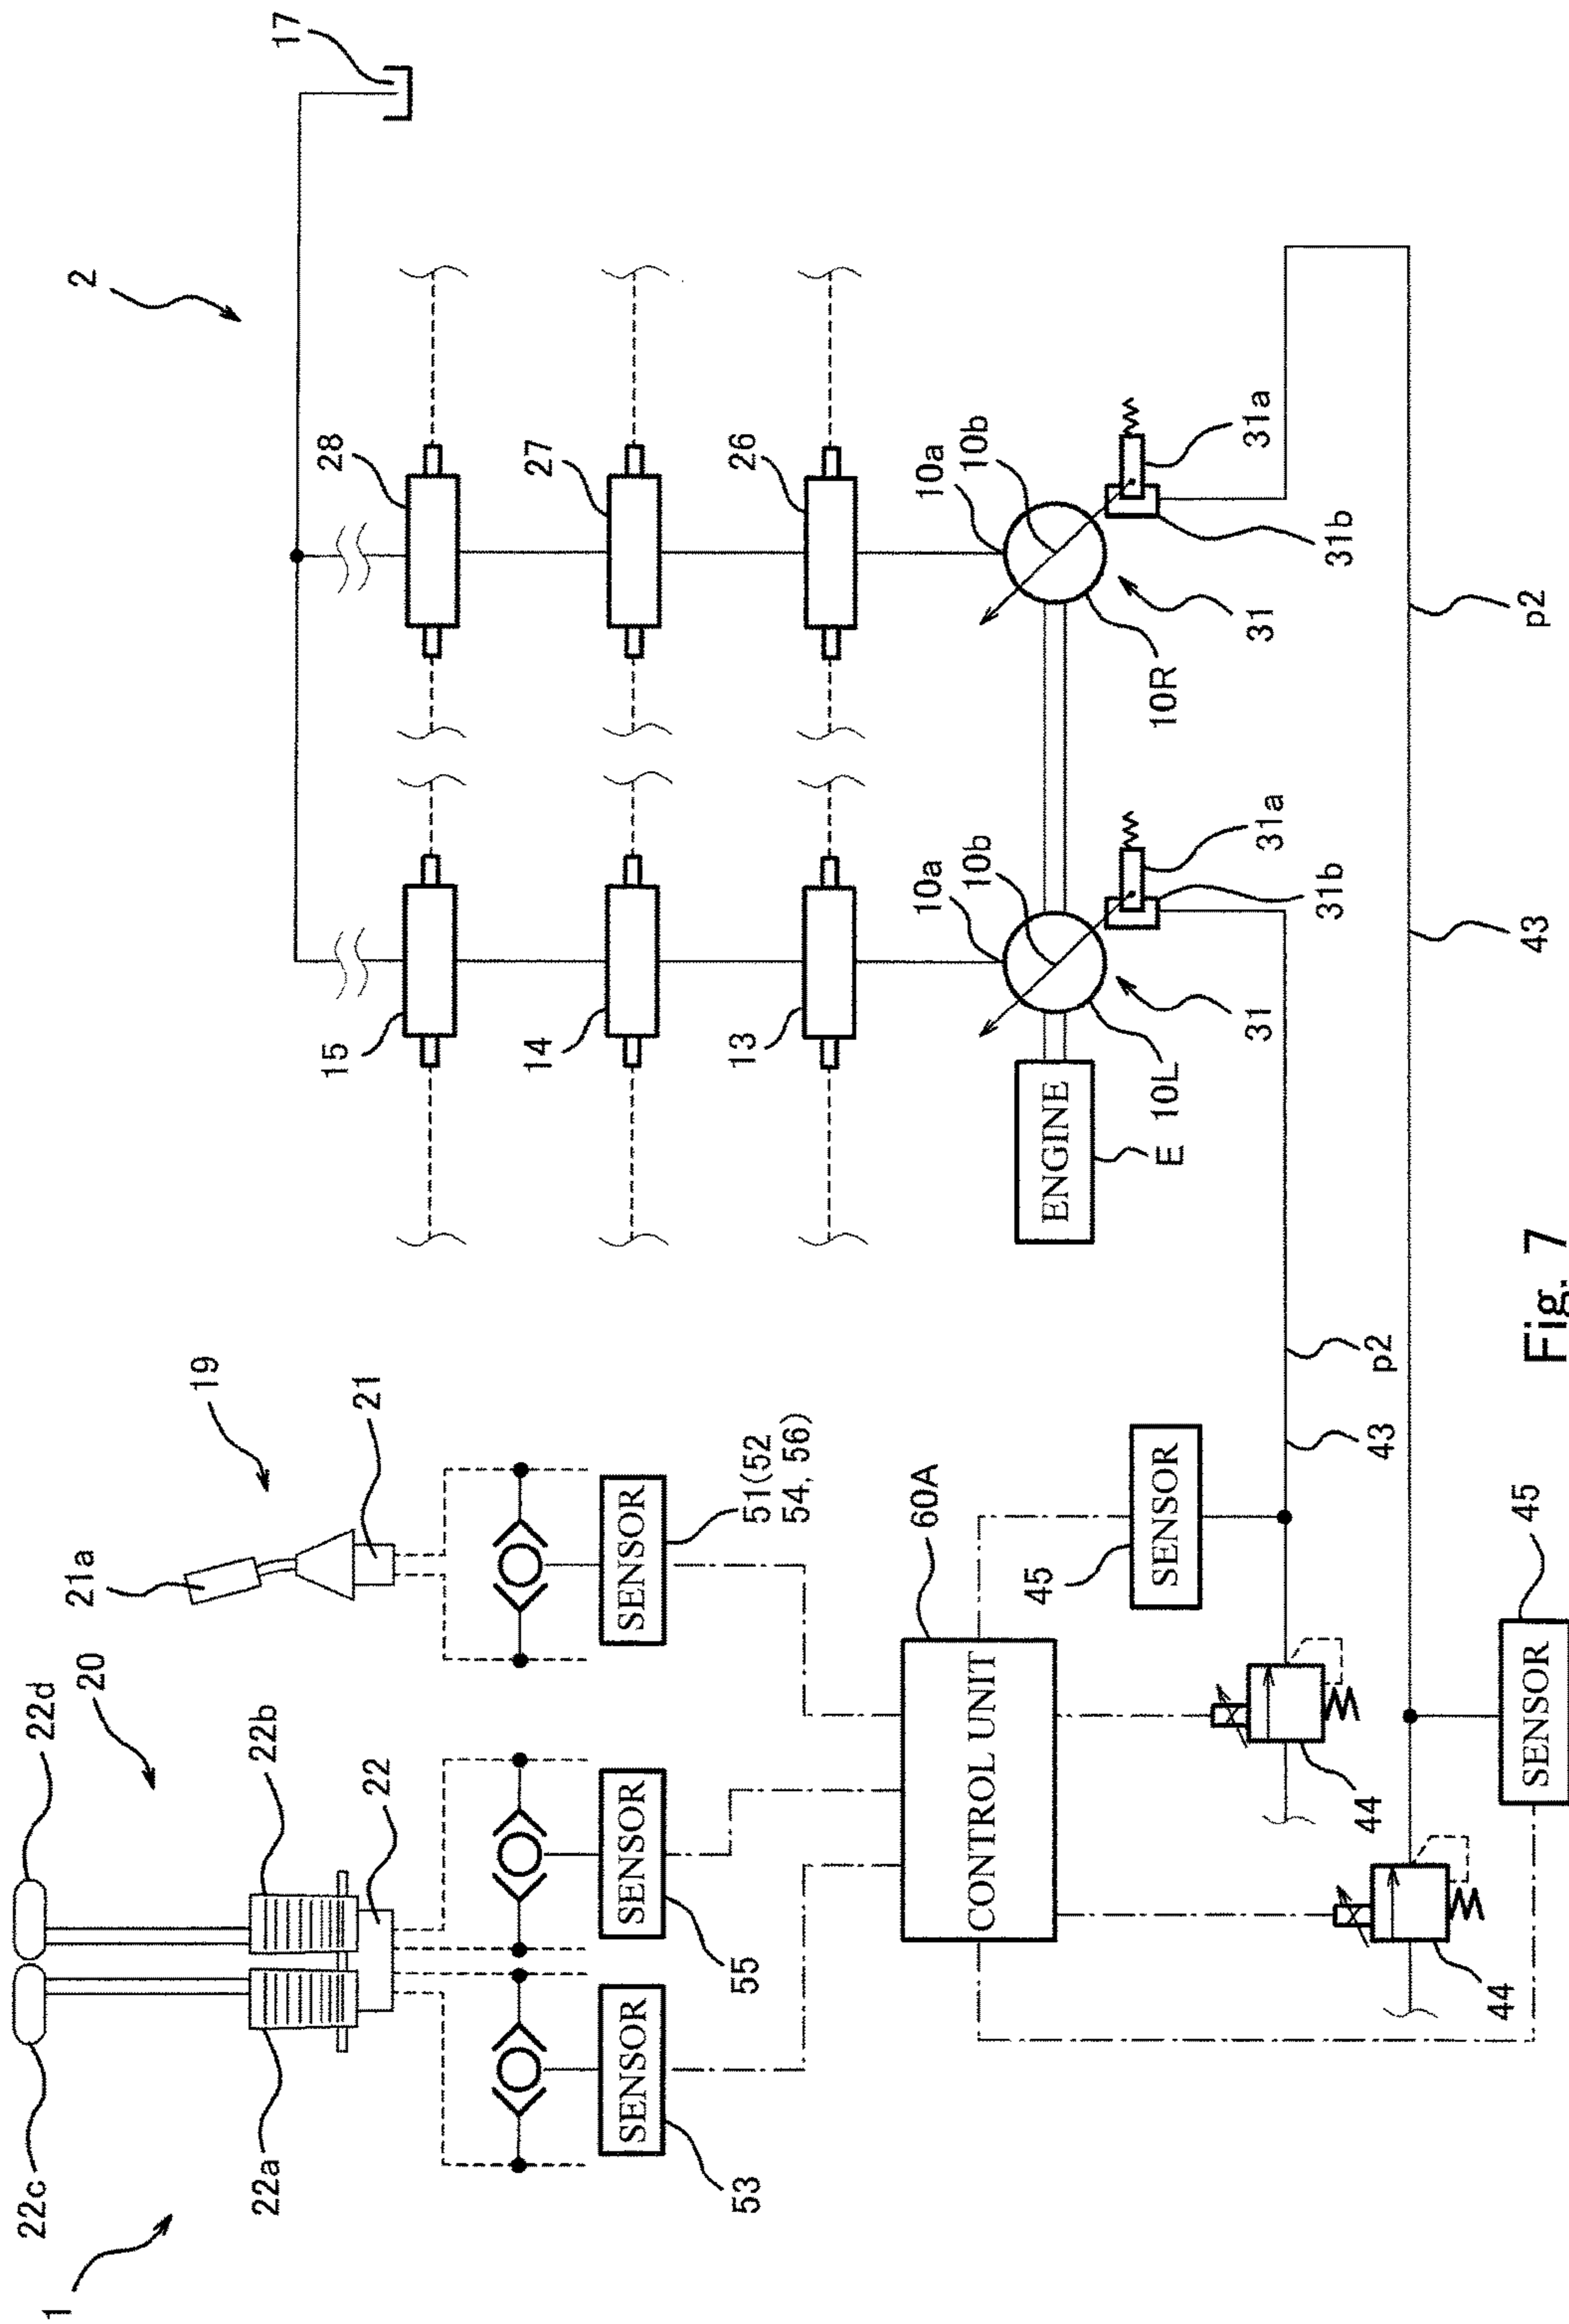 1
22c
22d
20
19
21a
22a
22b
22
21
SENSOR
53
SENSOR
55
SENSOR
51(52
54, 56)
CONTROL UNIT
60A
45
SENSOR
44
44
SENSOR
45
43
p2
43
p2
2
17
15
28
14
27
13
26
ENGINE
E
10L
10a
10b
31
31a
31b
10R
10a
10b
31
31a
31b
Fig. 7